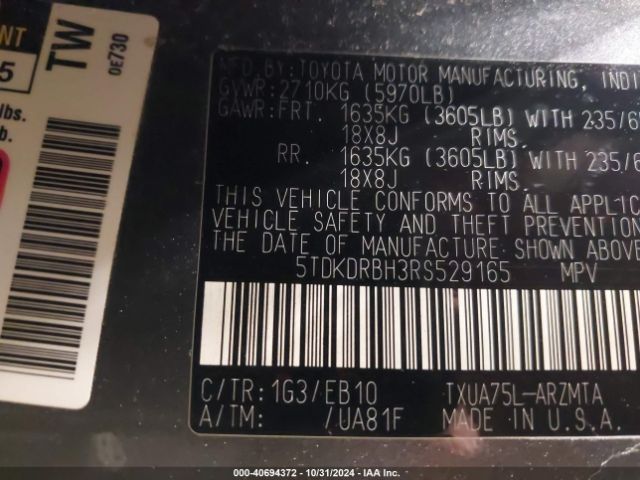 NT
5
TW
0E730
lbs.
b.
MFD.BY:TOYOTA MOTOR MANUFACTURING, INDI
GVWR:2710KG (5970LB)
GAWR:FRT. 1635KG (3605LB) WITH 235/6
18X8J RIMS.
RR. 1635KG (3605LB) WITH 235/6
18X8J RIMS.
THIS VEHICLE CONFORMS TO ALL APPLIC
VEHICLE SAFETY AND THEFT PREVENTION
THE DATE OF MANUFACTURE SHOWN ABOVE
5TDKDRBH3RS529165 MPV
C/TR:1G3/EB10 TXUA75L-ARZMTA
A/TM: /UA81F MADE IN U.S.A.
000-40694372 • 10/31/2024 • IAA Inc.